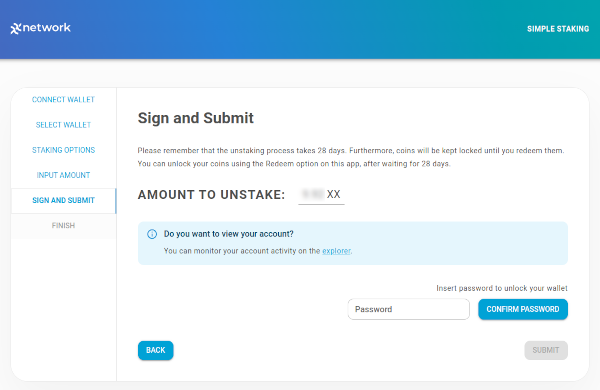 xx network
SIMPLE STAKING
CONNECT WALLET
SELECT WALLET
STAKING OPTIONS
INPUT AMOUNT
SIGN AND SUBMIT
FINISH
Sign and Submit
Please remember that the unstaking process takes 28 days. Furthermore, coins will be kept locked until you redeem them.
You can unlock your coins using the Redeem option on this app, after waiting for 28 days.
AMOUNT TO UNSTAKE: XX
Do you want to view your account?
You can monitor your account activity on the explorer.
Insert password to unlock your wallet
Password
CONFIRM PASSWORD
BACK
SUBMIT